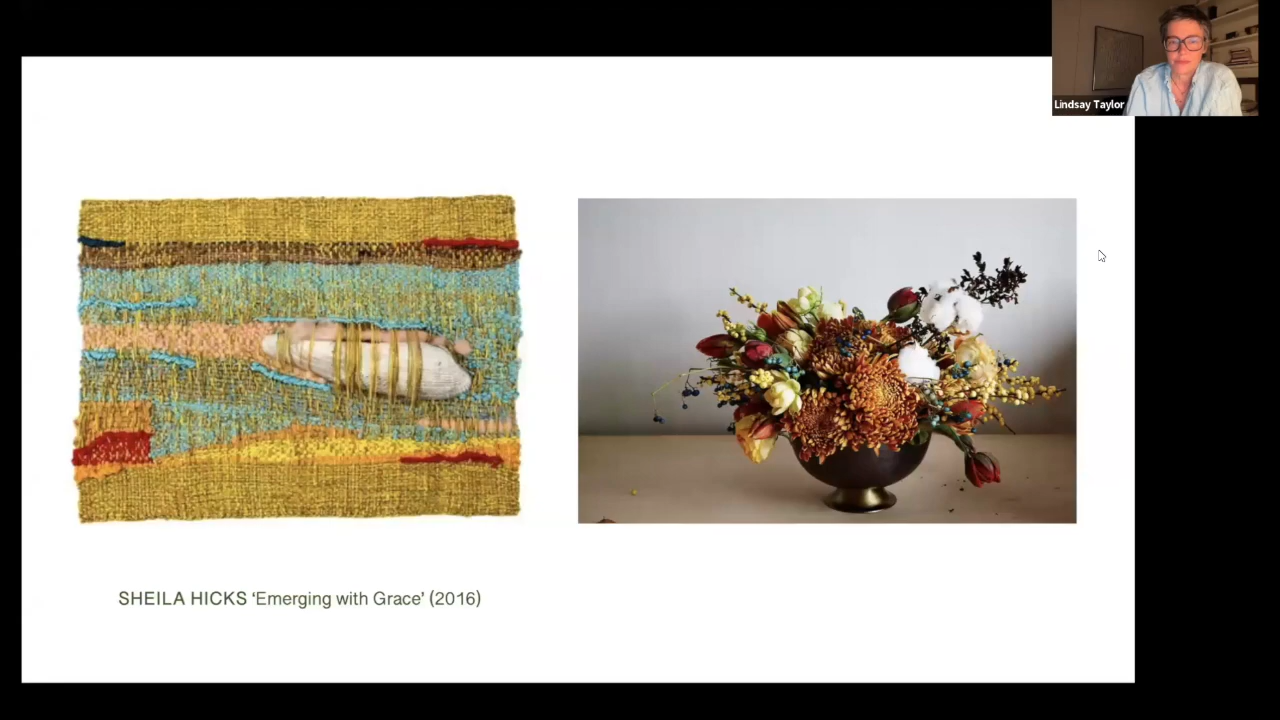 Lindsay Taylor
SHEILA HICKS ‘Emerging with Grace’ (2016)